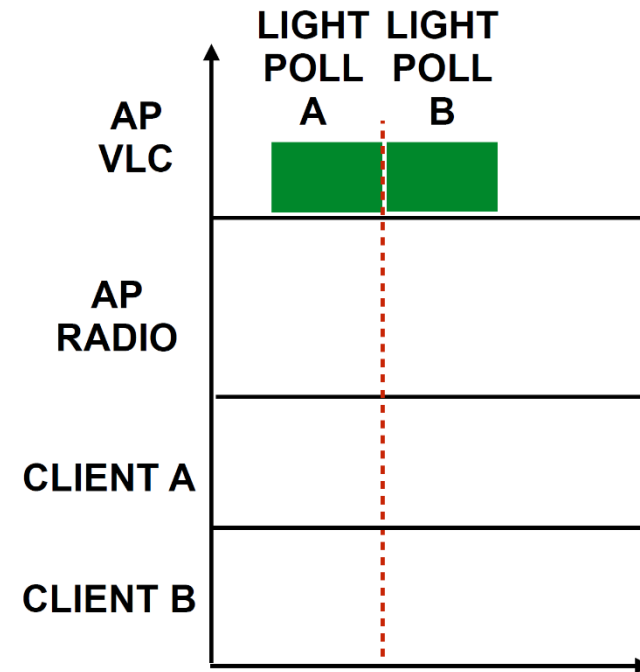 LIGHT LIGHT
POLL POLL
A B
AP
VLC
AP
RADIO
CLIENT A
CLIENT B